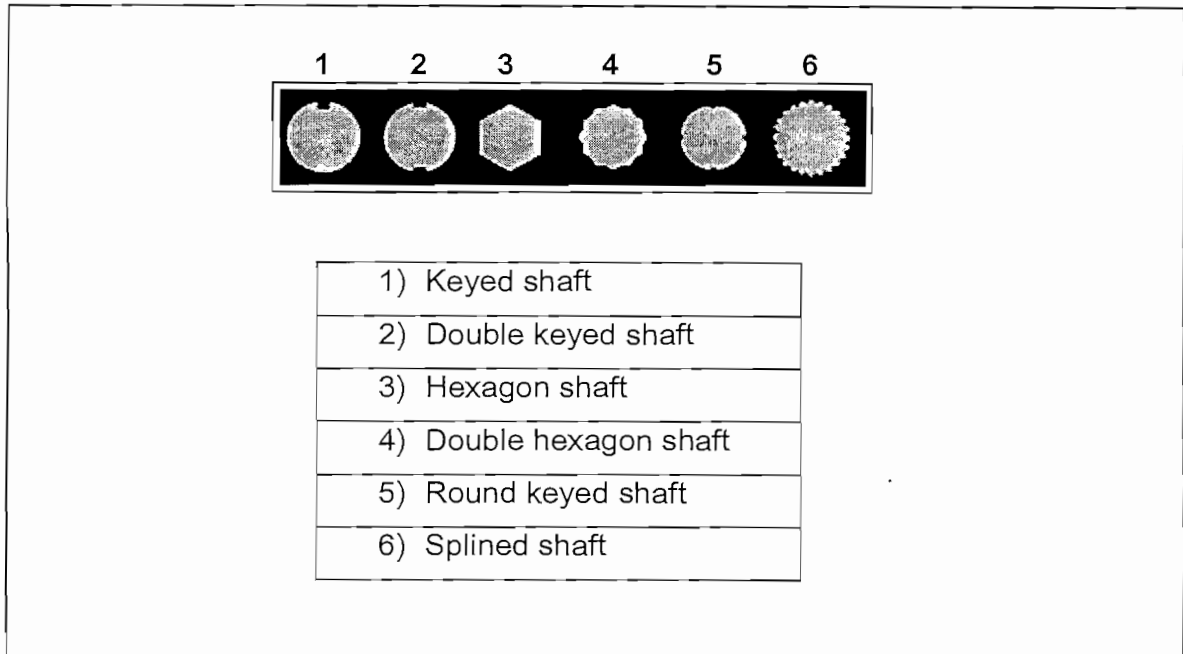 1 2 3 4 5 6
1) Keyed shaft
2) Double keyed shaft
3) Hexagon shaft
4) Double hexagon shaft
5) Round keyed shaft
6) Splined shaft